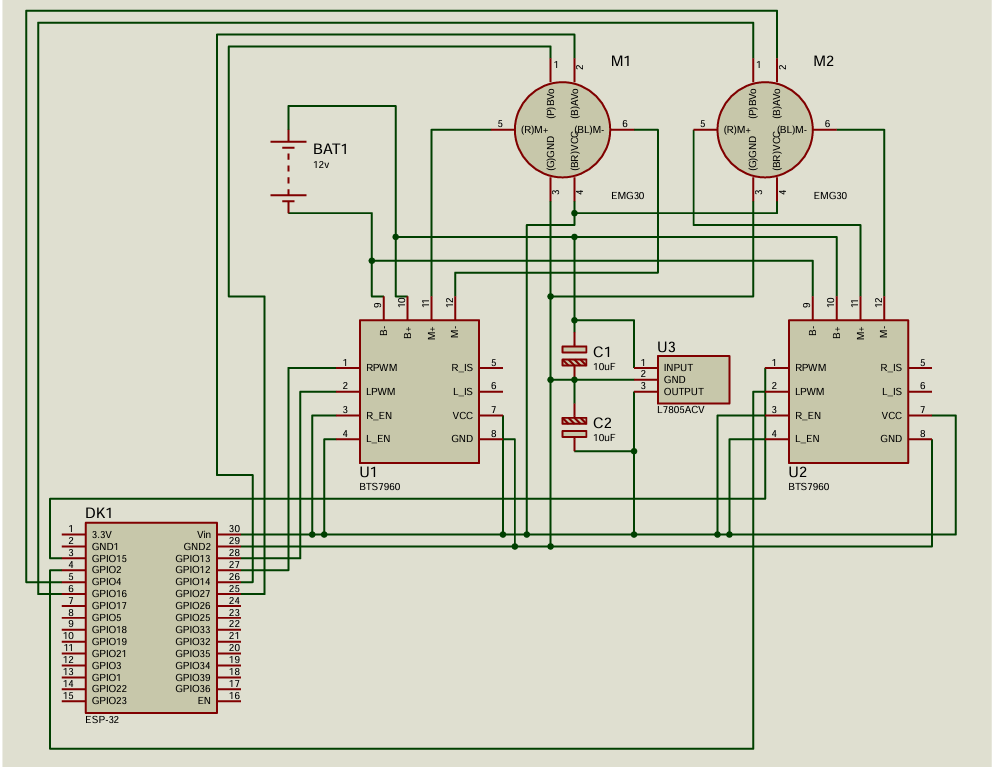 M1
1
2
(P)BVo
(B)AVo
5
(R)M+
(BL)M-
6
(G)GND
(BR)VCC
3
4
EMG30
M2
1
2
(P)BVo
(B)AVo
5
(R)M+
(BL)M-
6
(G)GND
(BR)VCC
3
4
EMG30
BAT1
12v
9
10
11
12
B-
B+
M+
M-
1
RPWM
R_IS
5
2
LPWM
L_IS
6
3
R_EN
VCC
7
4
L_EN
GND
8
U1
BTS7960
C1
10uF
C2
10uF
U3
1
INPUT
2
GND
3
OUTPUT
L7805ACV
9
10
11
12
B-
B+
M+
M-
1
RPWM
R_IS
5
2
LPWM
L_IS
6
3
R_EN
VCC
7
4
L_EN
GND
8
U2
BTS7960
DK1
1 3.3V Vin 30
2 GND1 GND2 29
3 GPIO15 GPIO13 28
4 GPIO2 GPIO12 27
5 GPIO4 GPIO14 26
6 GPIO16 GPIO27 25
7 GPIO17 GPIO26 24
8 GPIO5 GPIO25 23
9 GPIO18 GPIO33 22
10 GPIO19 GPIO32 21
11 GPIO21 GPIO35 20
12 GPIO3 GPIO34 19
13 GPIO1 GPIO39 18
14 GPIO22 GPIO36 17
15 GPIO23 EN 16
ESP-32